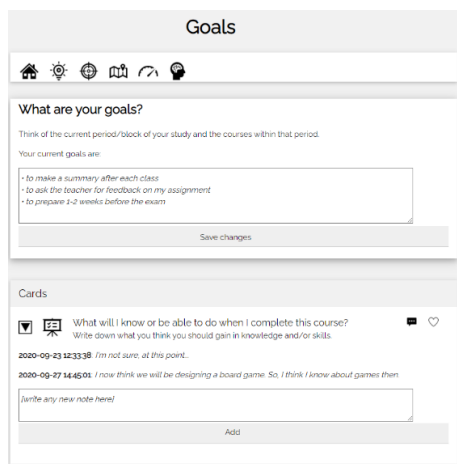 Goals
What are your goals?
Think of the current period/block of your study and the courses within that period.
Your current goals are:
• to make a summary after each class
• to ask the teacher for feedback on my assignment
• to prepare 1-2 weeks before the exam
Save changes
Cards
What will I know or be able to do when I complete this course?
Write down what you think you should gain in knowledge and/or skills.
2020-09-23 12:33:38: I'm not sure, at this point...
2020-09-27 14:45:01: I now think we will be designing a board game. So, I think I know about games then.
[write any new note here]
Add